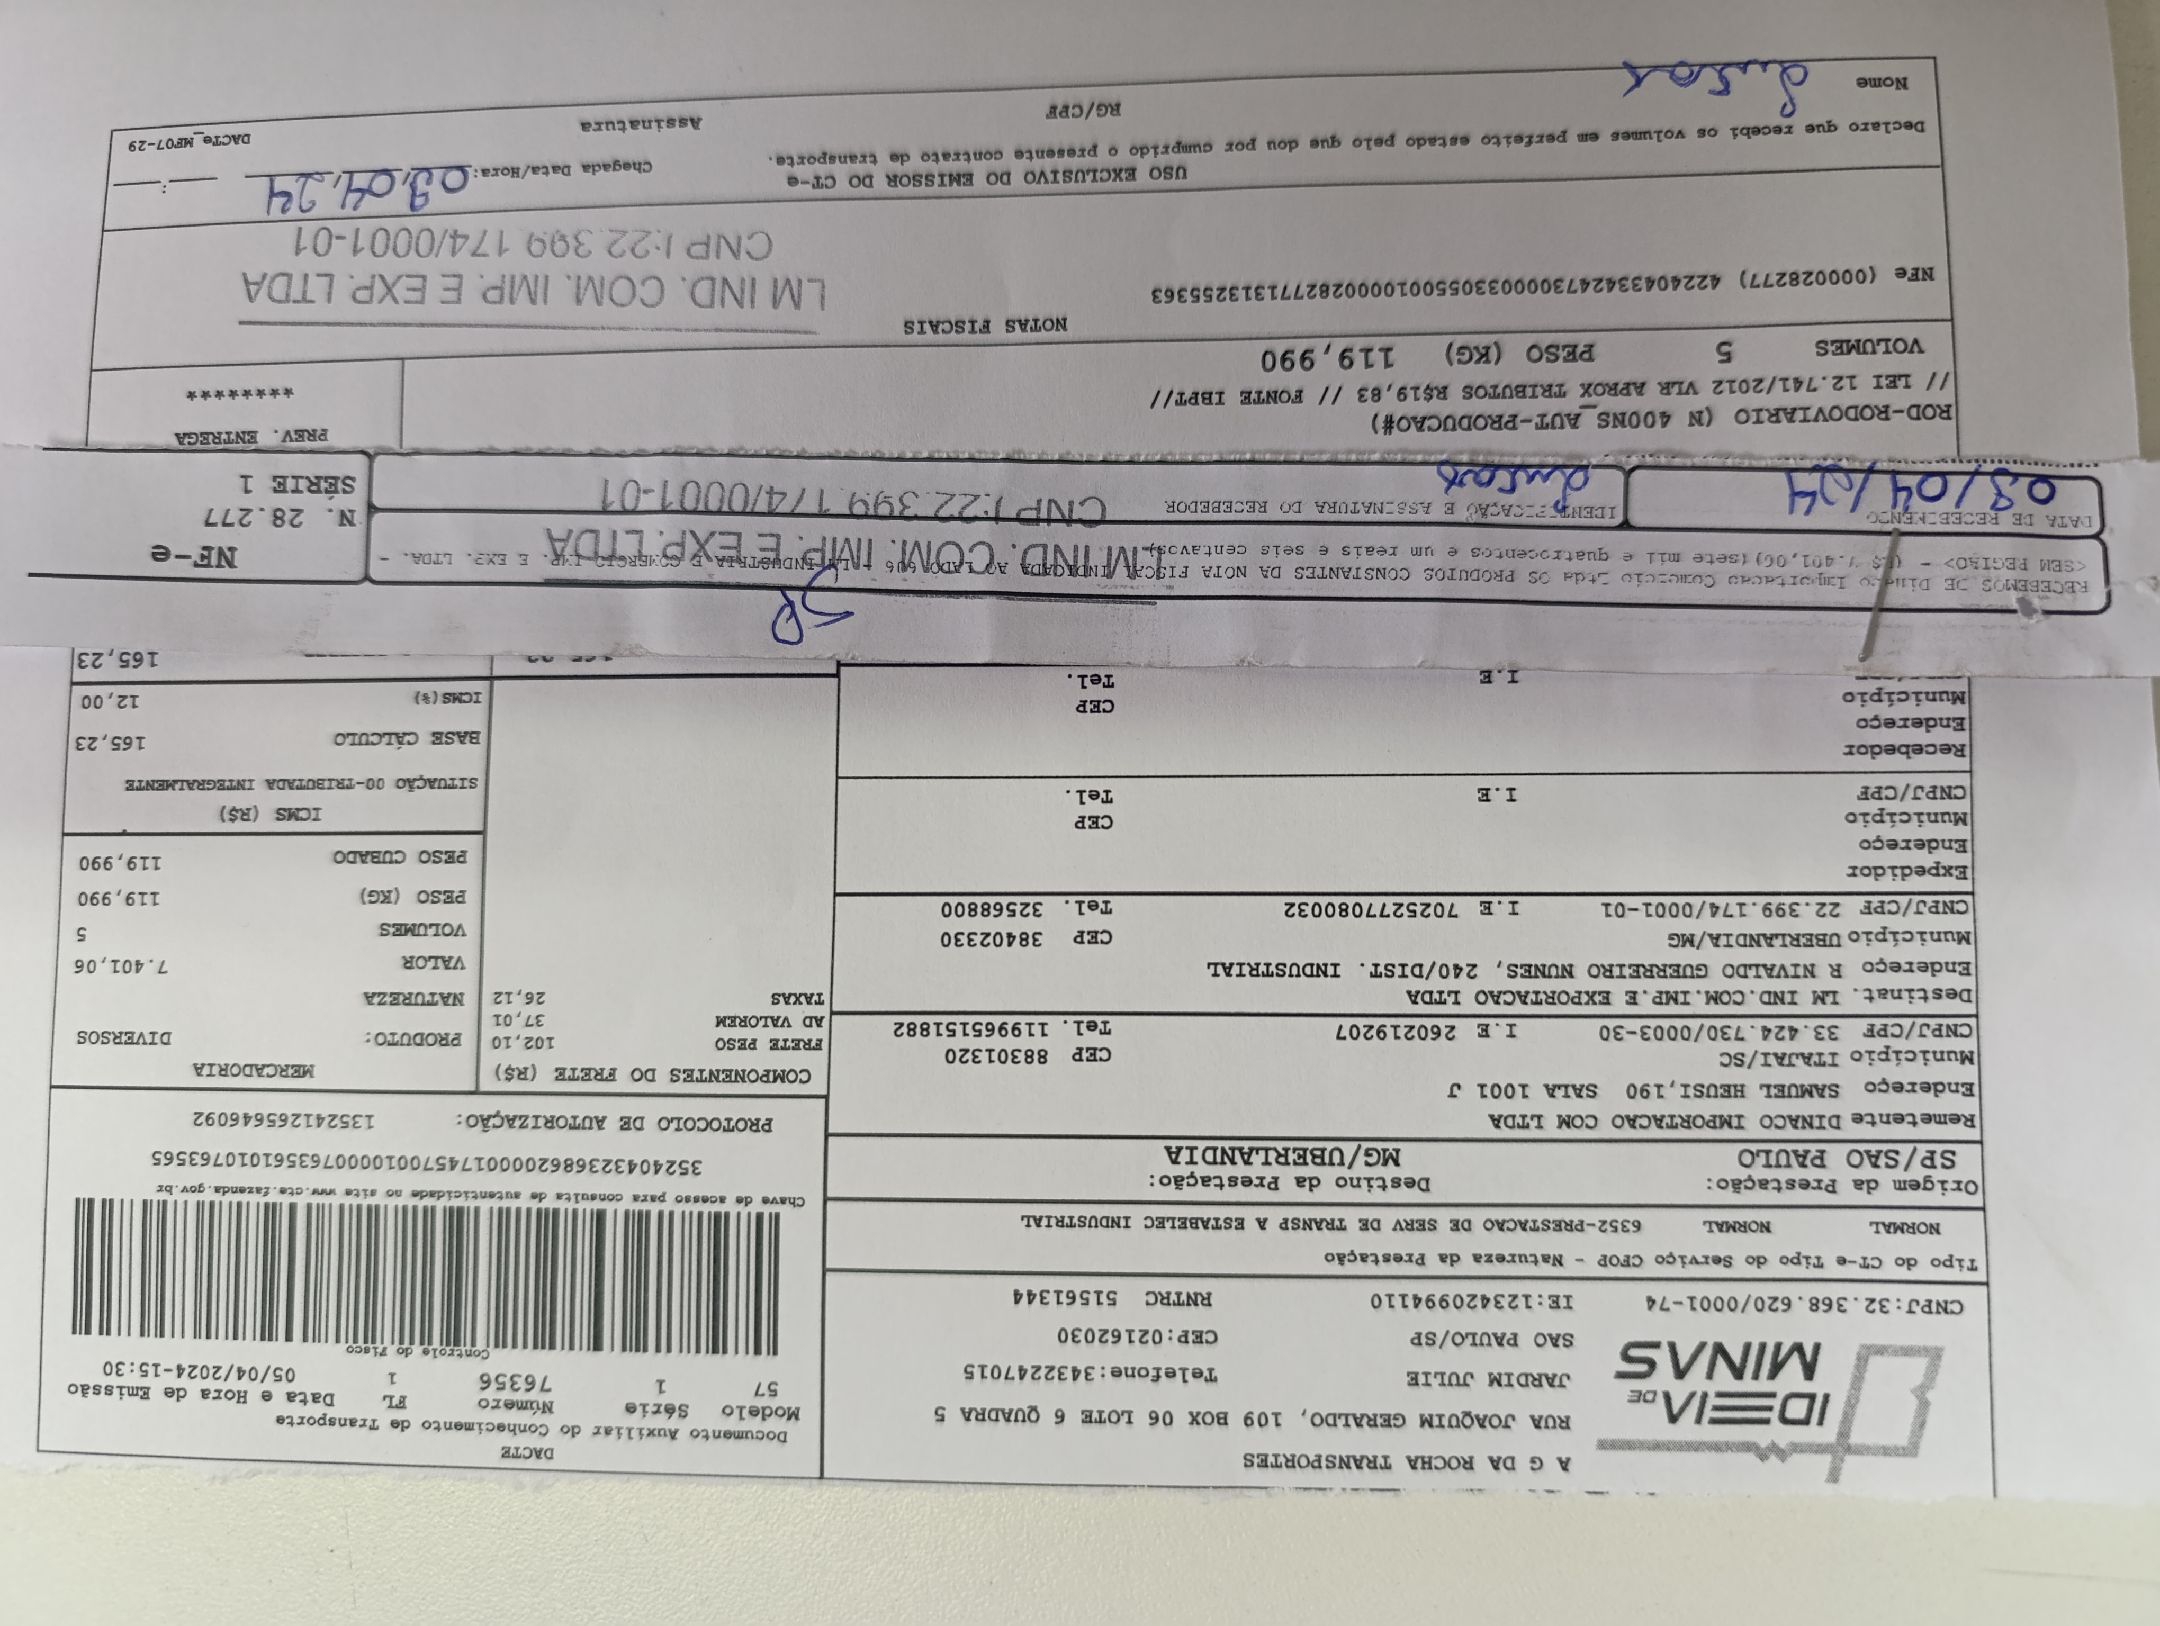 DACTE
Documento Auxiliar do Conhecimento de Transporte
Modelo Série Número FL Data e Hora de Emissão
57 1 76356 1 05/04/2024-15:30
Controle do Fisco
IDEIA DE
MINAS
A G DA ROCHA TRANSPORTES
RUA JOAQUIM GERALDO, 109 BOX 06 LOTE 6 QUADRA 5
JARDIM JULIE Telefone:3432247015
SAO PAULO/SP CEP:02162030
CNPJ:32.368.620/0001-74 IE:123420994110 RNTRC 51561344
Tipo do CT-e Tipo do Serviço CFOP - Natureza da Prestação
NORMAL NORMAL 6352-PRESTACAO DE SERV DE TRANSP A ESTABELEC INDUSTRIAL
Chave de acesso para consulta de autenticidade no site www.cte.fazenda.gov.br
35240432368620000174570010000763561010763565
PROTOCOLO DE AUTORIZAÇÃO: 135241265646092
Origem da Prestação: Destino da Prestação:
SP/SAO PAULO MG/UBERLANDIA
Remetente DINACO IMPORTACAO COM LTDA
Endereço SAMUEL HEUSI,190 SALA 1001 J
Município ITAJAI/SC CEP 88301320
CNPJ/CPF 33.424.730/0003-30 I.E 260219207 Tel. 11996515188​2
Destinat. LM IND.COM.IMP.E EXPORTACAO LTDA
Endereço R NIVALDO GUERREIRO NUNES, 240/DIST. INDUSTRIAL
Município UBERLANDIA/MG CEP 38402330
CNPJ/CPF 22.399.174/0001-01 I.E 7025277080032 Tel. 32568800
Expedidor
Endereço
Município CEP
CNPJ/CPF I.E Tel.
Recebedor
Endereço
Município CEP
I.E Tel.
COMPONENTES DO FRETE (R$)
FRETE PESO 102,10
AD VALOREM 37,01
TAXAS 26,12
MERCADORIA
PRODUTO: DIVERSOS
NATUREZA
VALOR 7.401,06
VOLUMES 5
PESO (KG) 119,990
PESO CUBADO 119,990
ICMS (R$)
SITUAÇÃO 00-TRIBUTADA INTEGRALMENTE
BASE CÁLCULO 165,23
ICMS(%) 12,00
165,23
SP
RECEBEMOS DE Dinaco Importacao Comercio Ltda OS PRODUTOS CONSTANTES DA NOTA FISCAL INDICADA AO LADO. - LM INDUSTRIA E COMERCIO IMP. E EXP. LTDA. -
<SEM REGIAO> - (R$ 7.401,06) (sete mil e quatrocentos e um reais e seis centavos)
LM IND. COM. IMP. E EXP. LTDA
CNPJ:22.399.174/0001-01
DATA DE RECEBIMENTO
09/04/24
IDENTIFICAÇÃO E ASSINATURA DO RECEBEDOR
NF-e
N. 28.277
SÉRIE 1
ROD-RODOVIARIO (N 400NS_AUT-PRODUCAO#)
// LEI 12.741/2012 VLR APROX TRIBUTOS R$19,83 // FONTE IBPT//
PREV. ENTREGA
*********
VOLUMES 5 PESO (KG) 119,990
NOTAS FISCAIS
NFe (000028277) 42240433424730000330550010000282771313255363
LM IND. COM. IMP. E EXP. LTDA
CNPJ:22.399.174/0001-01
USO EXCLUSIVO DO EMISSOR DO CT-e
Declaro que recebi os volumes em perfeito estado pelo que dou por cumprido o presente contrato de transporte.
Chegada Data/Hora: 09/04/24 __:__
Nome RG/CPF Assinatura
DACTe_MP07-29